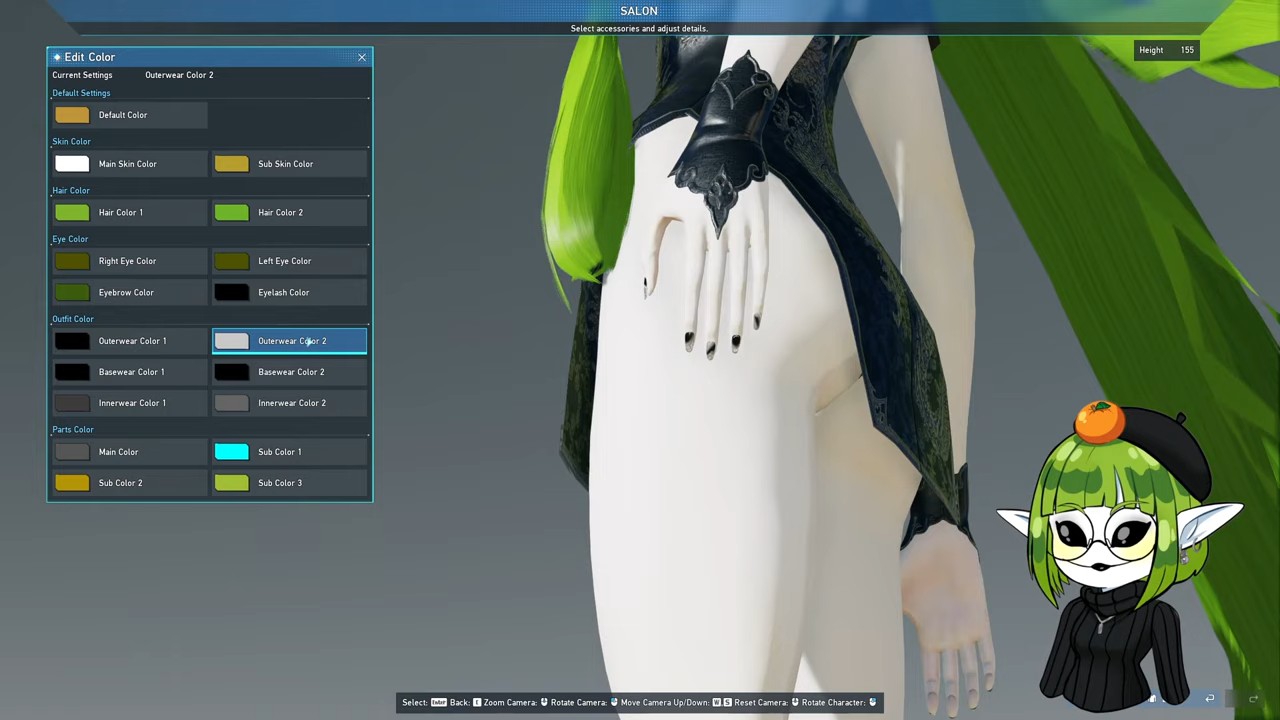 SALON
Select accessories and adjust details.
Height 155
Edit Color
Current Settings Outerwear Color 2
Default Settings
Default Color
Skin Color
Main Skin Color Sub Skin Color
Hair Color
Hair Color 1 Hair Color 2
Eye Color
Right Eye Color Left Eye Color
Eyebrow Color Eyelash Color
Outfit Color
Outerwear Color 1 Outerwear Color 2
Basewear Color 1 Basewear Color 2
Innerwear Color 1 Innerwear Color 2
Parts Color
Main Color Sub Color 1
Sub Color 2 Sub Color 3
Select: Enter Back: Zoom Camera: Rotate Camera: Move Camera Up/Down: W S Reset Camera: Rotate Character: